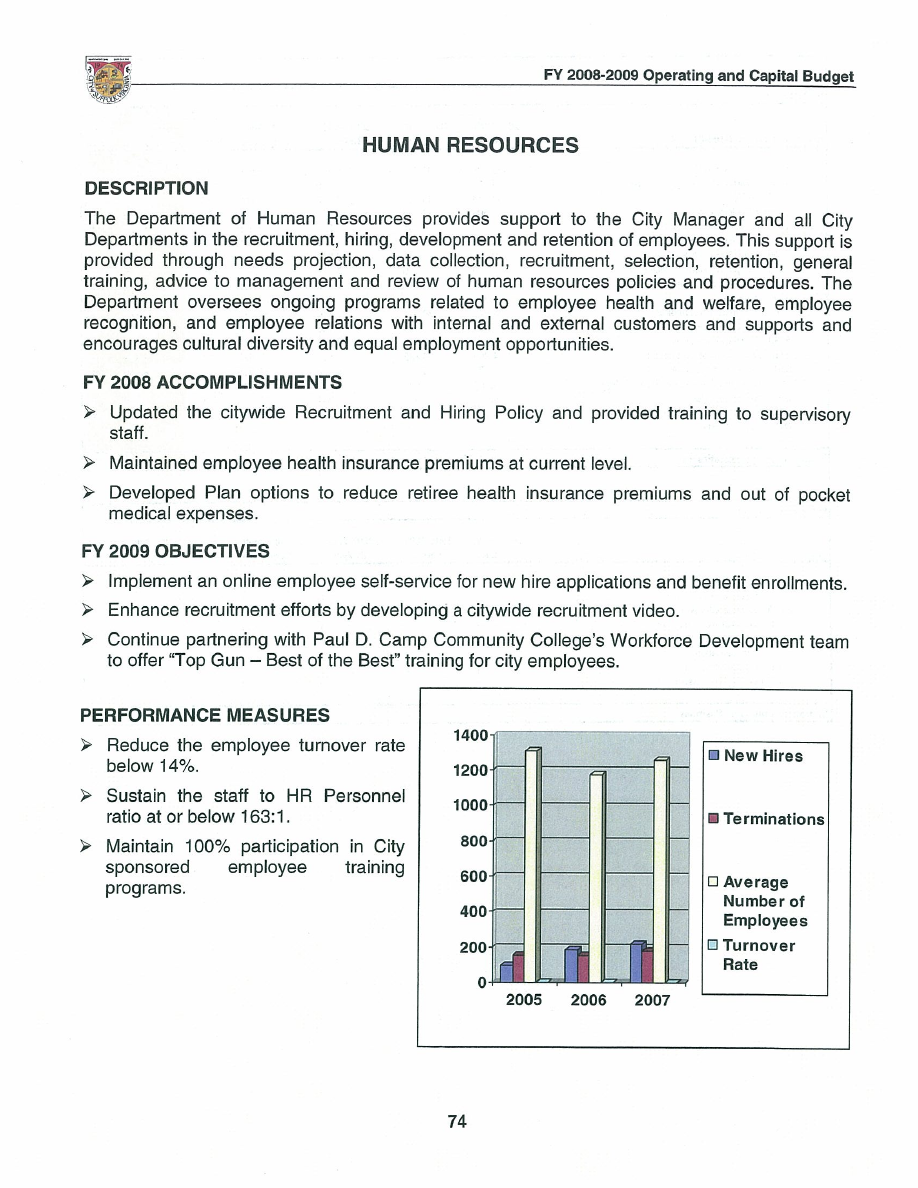 FY 2008-2009 Operating and Capital Budget
HUMAN RESOURCES
DESCRIPTION
The Department of Human Resources provides support to the City Manager and all City
Departments in the recruitment, hiring, development and retention of employees. This support is
provided through needs projection, data collection, recruitment, selection, retention, general
training, advice to management and review of human resources policies and procedures. The
Department oversees ongoing programs related to employee health and welfare, employee
recognition, and employee relations with internal and external customers and supports and
encourages cultural diversity and equal employment opportunities.
FY 2008 ACCOMPLISHMENTS
➢ Updated the citywide Recruitment and Hiring Policy and provided training to supervisory
staff.
➢ Maintained employee health insurance premiums at current level.
➢ Developed Plan options to reduce retiree health insurance premiums and out of pocket
medical expenses.
FY 2009 OBJECTIVES
➢ Implement an online employee self-service for new hire applications and benefit enrollments.
➢ Enhance recruitment efforts by developing a citywide recruitment video.
➢ Continue partnering with Paul D. Camp Community College's Workforce Development team
to offer "Top Gun – Best of the Best" training for city employees.
PERFORMANCE MEASURES
➢ Reduce the employee turnover rate
below 14%.
➢ Sustain the staff to HR Personnel
ratio at or below 163:1.
➢ Maintain 100% participation in City
sponsored employee training
programs.
1400
1200
1000
800
600
400
200
0
2005 2006 2007
New Hires
Terminations
Average
Number of
Employees
Turnover
Rate
74